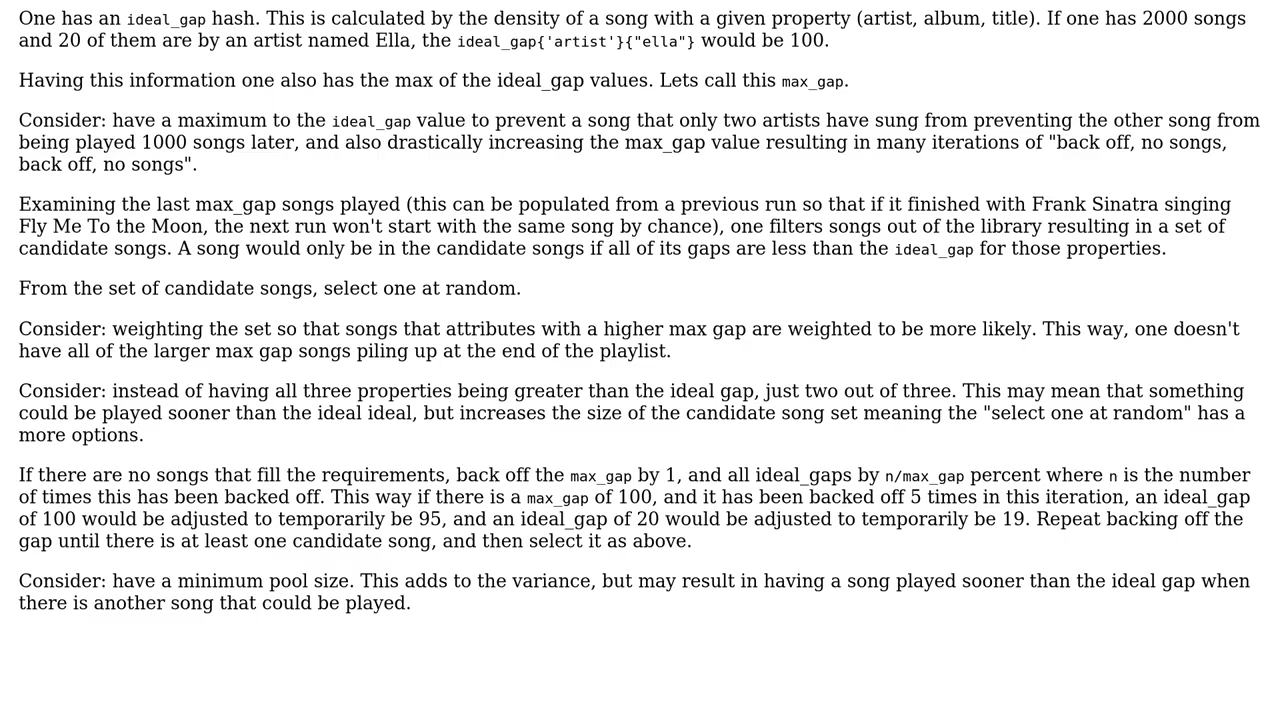 One has an ideal_gap hash. This is calculated by the density of a song with a given property (artist, album, title). If one has 2000 songs
and 20 of them are by an artist named Ella, the ideal_gap{'artist'}{"ella"} would be 100.
Having this information one also has the max of the ideal_gap values. Lets call this max_gap.
Consider: have a maximum to the ideal_gap value to prevent a song that only two artists have sung from preventing the other song from
being played 1000 songs later, and also drastically increasing the max_gap value resulting in many iterations of "back off, no songs,
back off, no songs".
Examining the last max_gap songs played (this can be populated from a previous run so that if it finished with Frank Sinatra singing
Fly Me To the Moon, the next run won't start with the same song by chance), one filters songs out of the library resulting in a set of
candidate songs. A song would only be in the candidate songs if all of its gaps are less than the ideal_gap for those properties.
From the set of candidate songs, select one at random.
Consider: weighting the set so that songs that attributes with a higher max gap are weighted to be more likely. This way, one doesn't
have all of the larger max gap songs piling up at the end of the playlist.
Consider: instead of having all three properties being greater than the ideal gap, just two out of three. This may mean that something
could be played sooner than the ideal ideal, but increases the size of the candidate song set meaning the "select one at random" has a
more options.
If there are no songs that fill the requirements, back off the max_gap by 1, and all ideal_gaps by n/max_gap percent where n is the number
of times this has been backed off. This way if there is a max_gap of 100, and it has been backed off 5 times in this iteration, an ideal_gap
of 100 would be adjusted to temporarily be 95, and an ideal_gap of 20 would be adjusted to temporarily be 19. Repeat backing off the
gap until there is at least one candidate song, and then select it as above.
Consider: have a minimum pool size. This adds to the variance, but may result in having a song played sooner than the ideal gap when
there is another song that could be played.